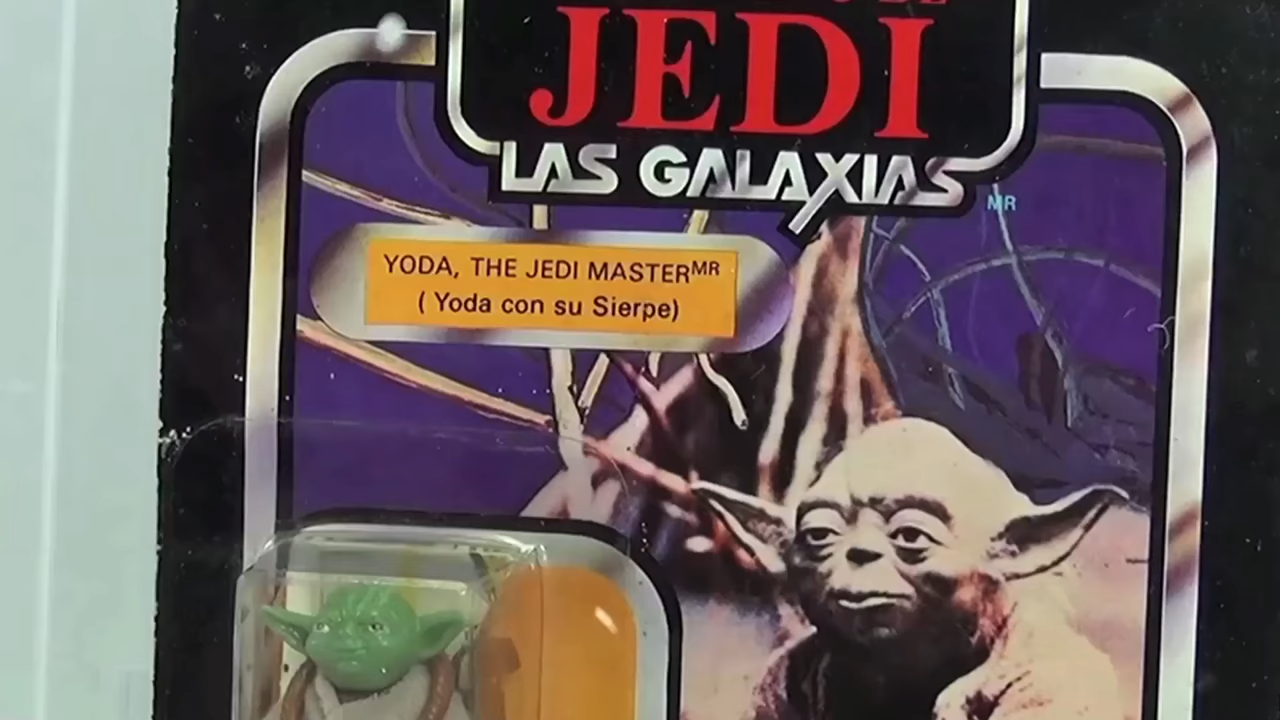 JEDI
LAS GALAXIAS
MR
YODA, THE JEDI MASTERMR
( Yoda con su Sierpe)